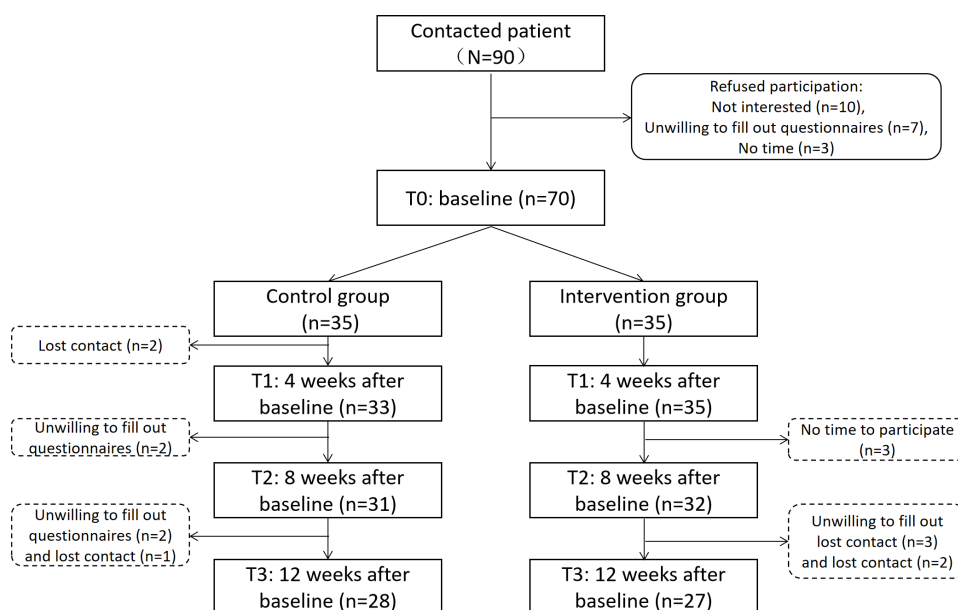 Contacted patient
（N=90）
Refused participation:
Not interested (n=10),
Unwilling to fill out questionnaires (n=7),
No time (n=3)
T0: baseline (n=70)
Control group
(n=35)
Intervention group
(n=35)
Lost contact (n=2)
T1: 4 weeks after
baseline (n=33)
T1: 4 weeks after
baseline (n=35)
Unwilling to fill out
questionnaires (n=2)
No time to participate
(n=3)
T2: 8 weeks after
baseline (n=31)
T2: 8 weeks after
baseline (n=32)
Unwilling to fill out
questionnaires (n=2)
and lost contact (n=1)
Unwilling to fill out
lost contact (n=3)
and lost contact (n=2)
T3: 12 weeks after
baseline (n=28)
T3: 12 weeks after
baseline (n=27)